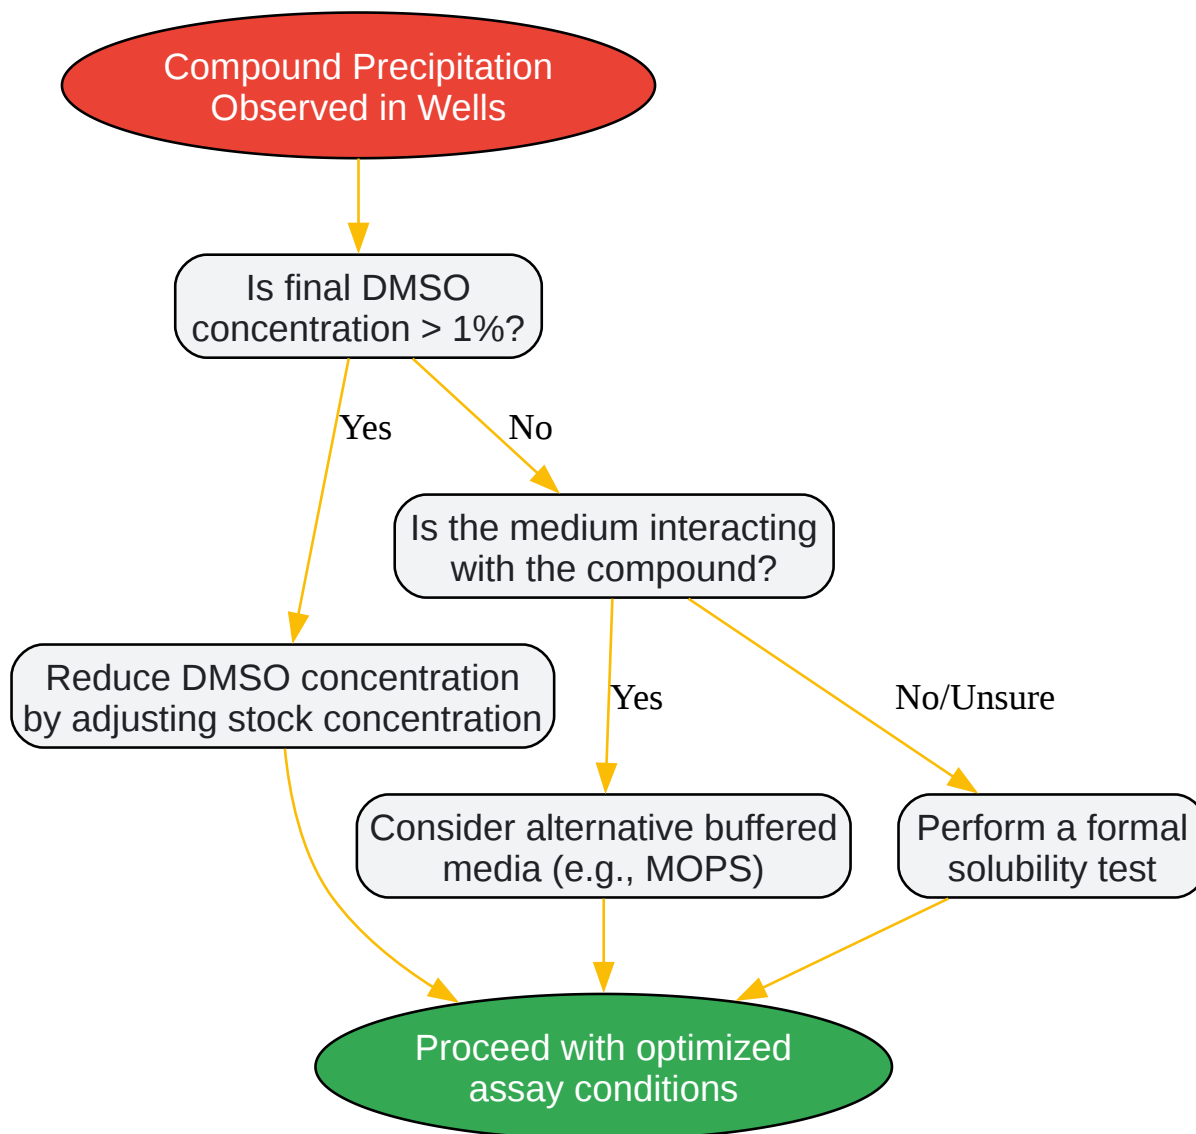 Compound Precipitation
Observed in Wells
Is final DMSO
concentration > 1%?
Yes
No
Is the medium interacting
with the compound?
Reduce DMSO concentration
by adjusting stock concentration
Yes
No/Unsure
Consider alternative buffered
media (e.g., MOPS)
Perform a formal
solubility test
Proceed with optimized
assay conditions